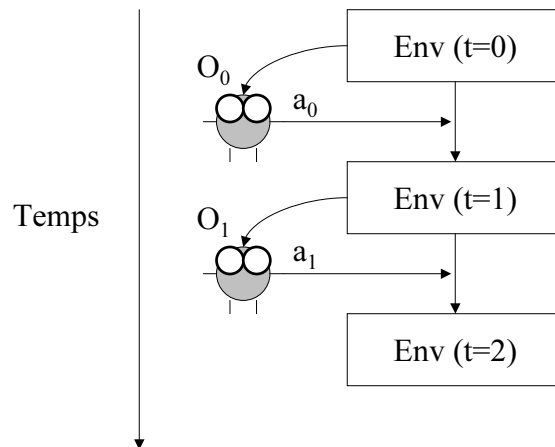 Env (t=0)
O₀
a₀
Env (t=1)
Temps
O₁
a₁
Env (t=2)